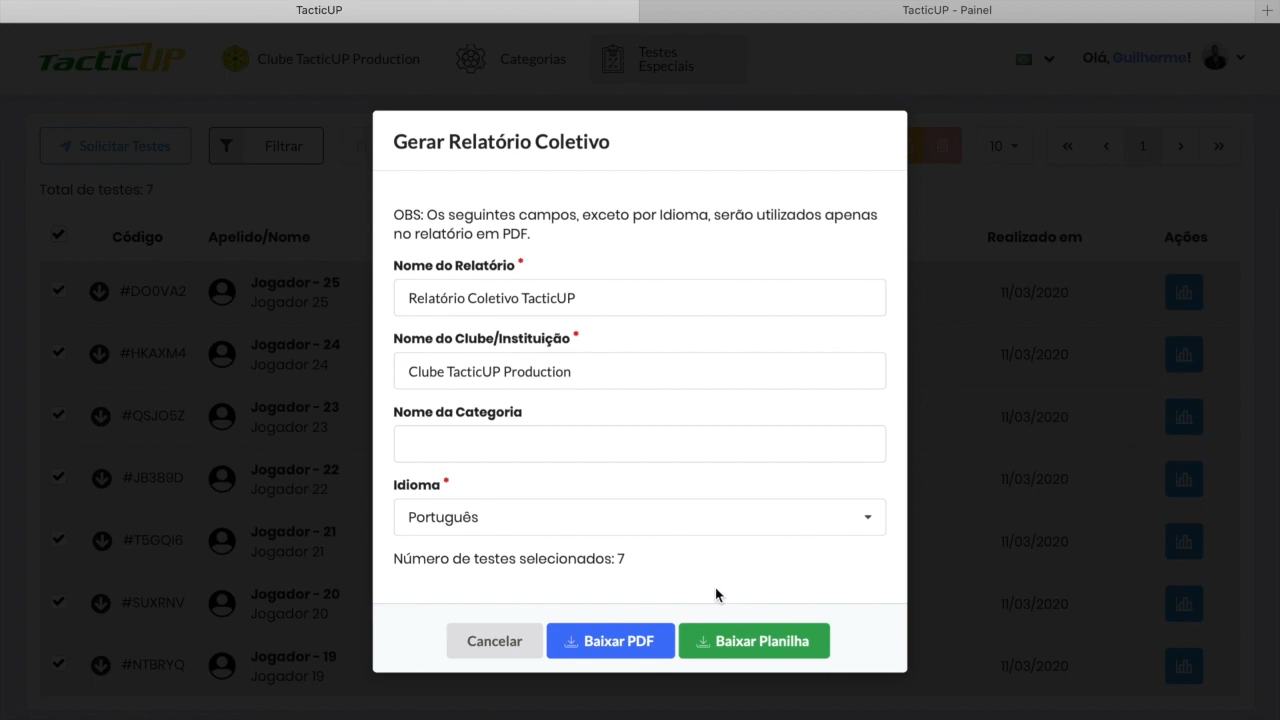 TacticUP
TacticUP - Painel
TacticUP
Clube TacticUP Production
Categorias
Testes
Especiais
Olá, Guilherme!
Solicitar Testes
Filtrar
10
1
Total de testes: 7
Código
Apelido/Nome
Realizado em
Ações
#DO0VA2
Jogador - 25
Jogador 25
11/03/2020
#HKAXM4
Jogador - 24
Jogador 24
11/03/2020
#QSJO5Z
Jogador - 23
Jogador 23
11/03/2020
#JB389D
Jogador - 22
Jogador 22
11/03/2020
#T5GQI6
Jogador - 21
Jogador 21
11/03/2020
#SUXRNV
Jogador - 20
Jogador 20
11/03/2020
#NTBRYQ
Jogador - 19
Jogador 19
11/03/2020
Gerar Relatório Coletivo
OBS: Os seguintes campos, exceto por Idioma, serão utilizados apenas
no relatório em PDF.
Nome do Relatório *
Relatório Coletivo TacticUP
Nome do Clube/Instituição *
Clube TacticUP Production
Nome da Categoria
Idioma *
Português
Número de testes selecionados: 7
Cancelar
Baixar PDF
Baixar Planilha